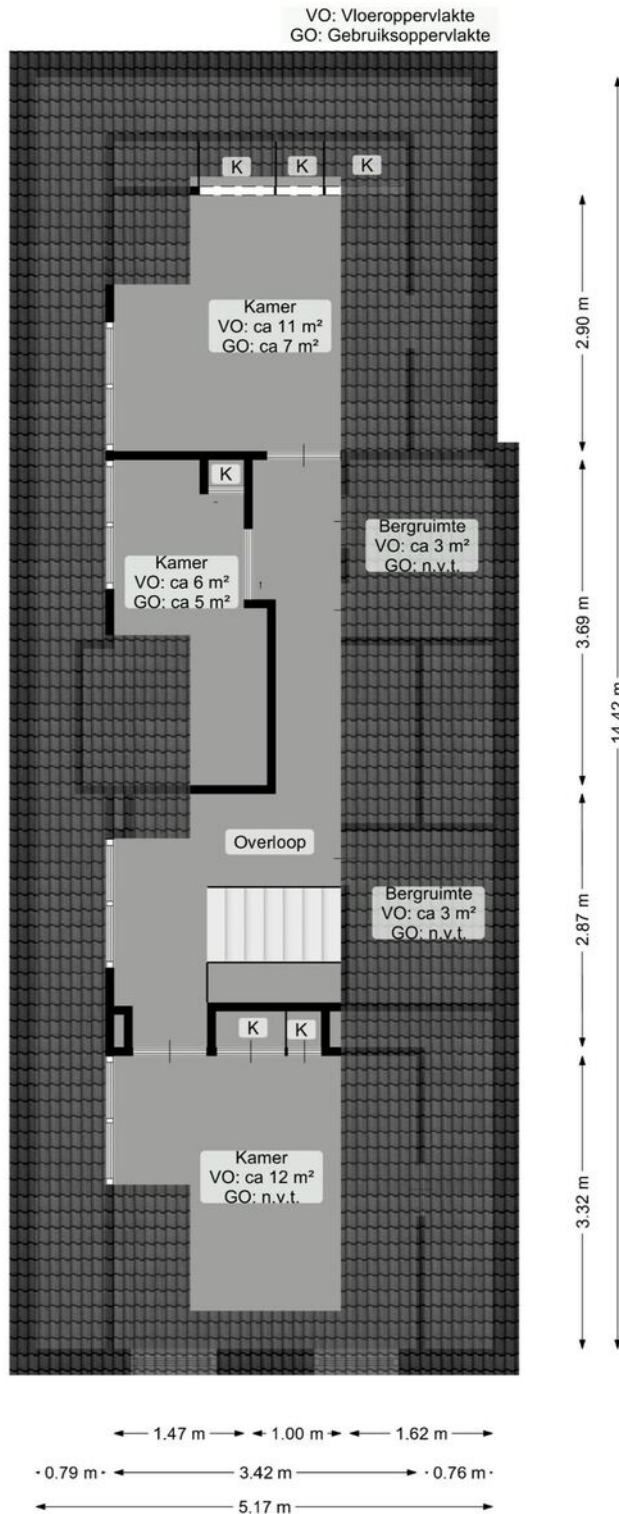 VO: Vloeroppervlakte
GO: Gebruiksoppervlakte
K
K
K
Kamer
VO: ca 11 m²
GO: ca 7 m²
2.90 m
K
Bergruimte
VO: ca 3 m²
GO: n.v.t.
Kamer
VO: ca 6 m²
GO: ca 5 m²
3.69 m
14.42 m
Overloop
Bergruimte
VO: ca 3 m²
GO: n.v.t.
2.87 m
K
K
Kamer
VO: ca 12 m²
GO: n.v.t.
3.32 m
1.47 m
1.00 m
1.62 m
0.79 m
3.42 m
0.76 m
5.17 m